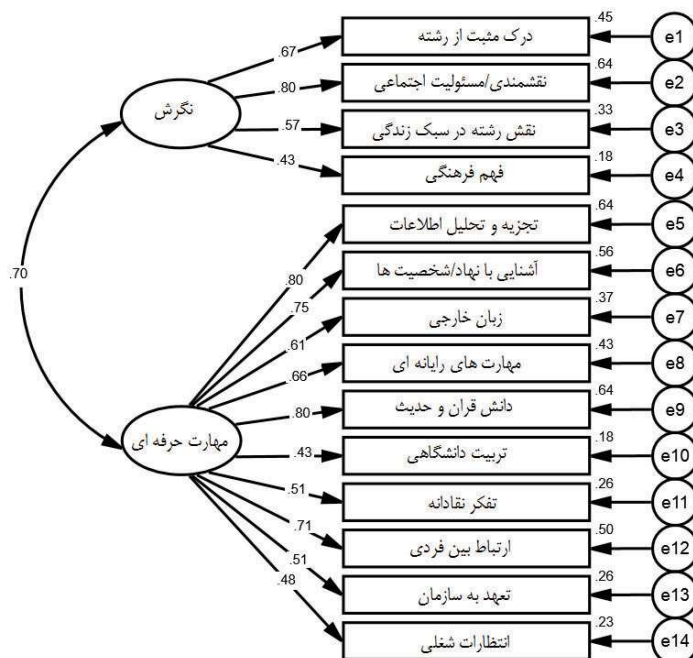 .45
درک مثبت از رشته
e1
.67
.64
نقشمندی/مسئولیت اجتماعی
e2
.80
نگرش
.33
نقش رشته در سبک زندگی
e3
.57
.18
فهم فرهنگی
e4
.43
.64
تجزیه و تحلیل اطلاعات
e5
.80
.56
آشنایی با نهاد/شخصیت ها
e6
.75
.70
.37
زبان خارجی
e7
.61
.43
مهارت های رایانه ای
e8
.66
.64
دانش قران و حدیث
e9
.80
مهارت حرفه ای
.18
تربیت دانشگاهی
e10
.43
.26
تفکر نقادانه
e11
.51
.50
ارتباط بین فردی
e12
.71
.26
تعهد به سازمان
e13
.51
.23
انتظارات شغلی
e14
.48